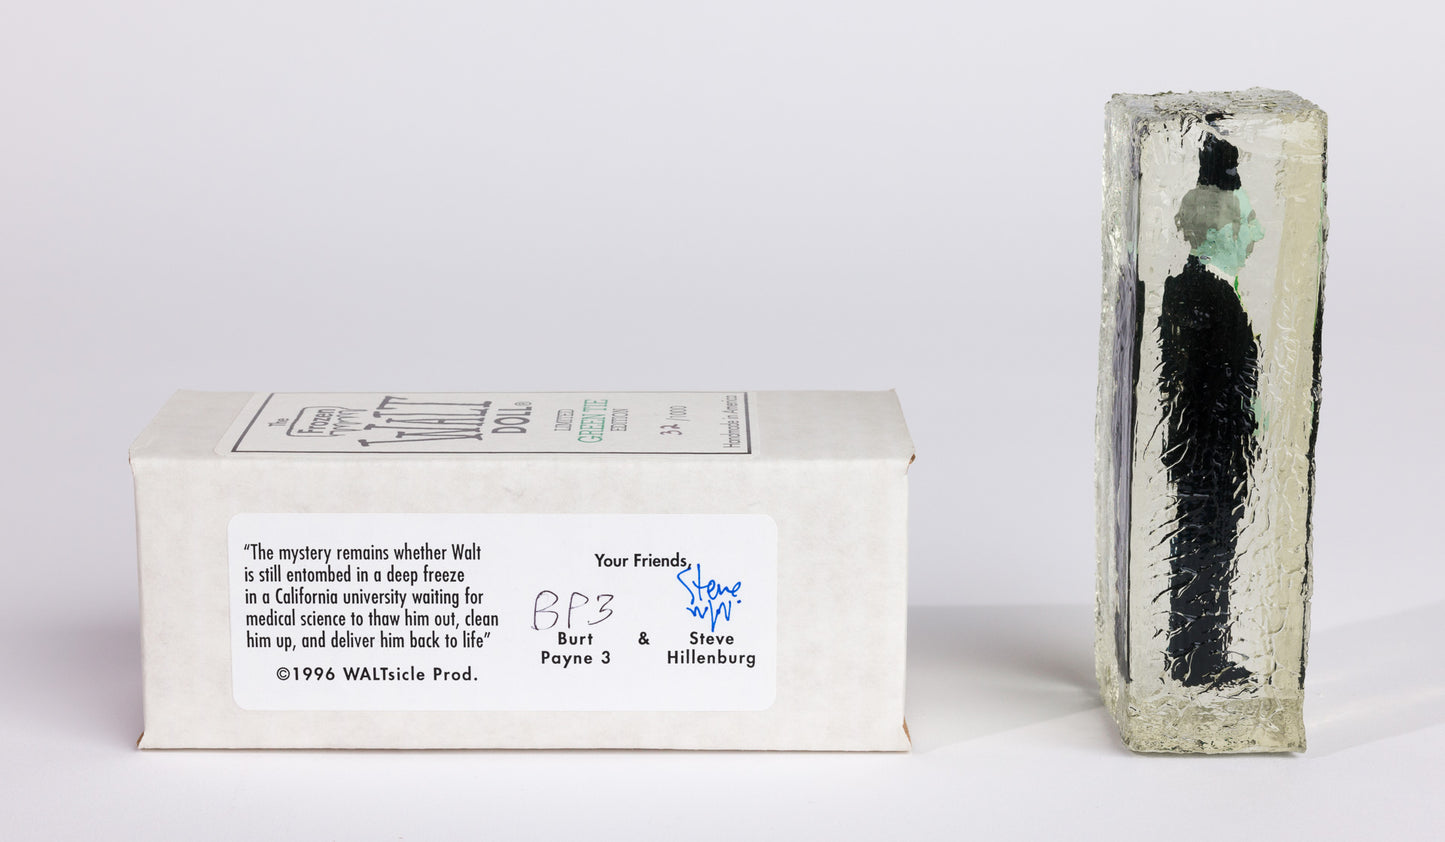 The
Frozen
WALT
DOLL®
LIMITED
GREEN TIE
EDITION
32/1000
Handmade in America
“The mystery remains whether Walt
is still entombed in a deep freeze
in a California university waiting for
medical science to thaw him out, clean
him up, and deliver him back to life”
©1996 WALTsicle Prod.
Your Friends,
BP3
Steve
Burt & Steve
Payne 3 Hillenburg